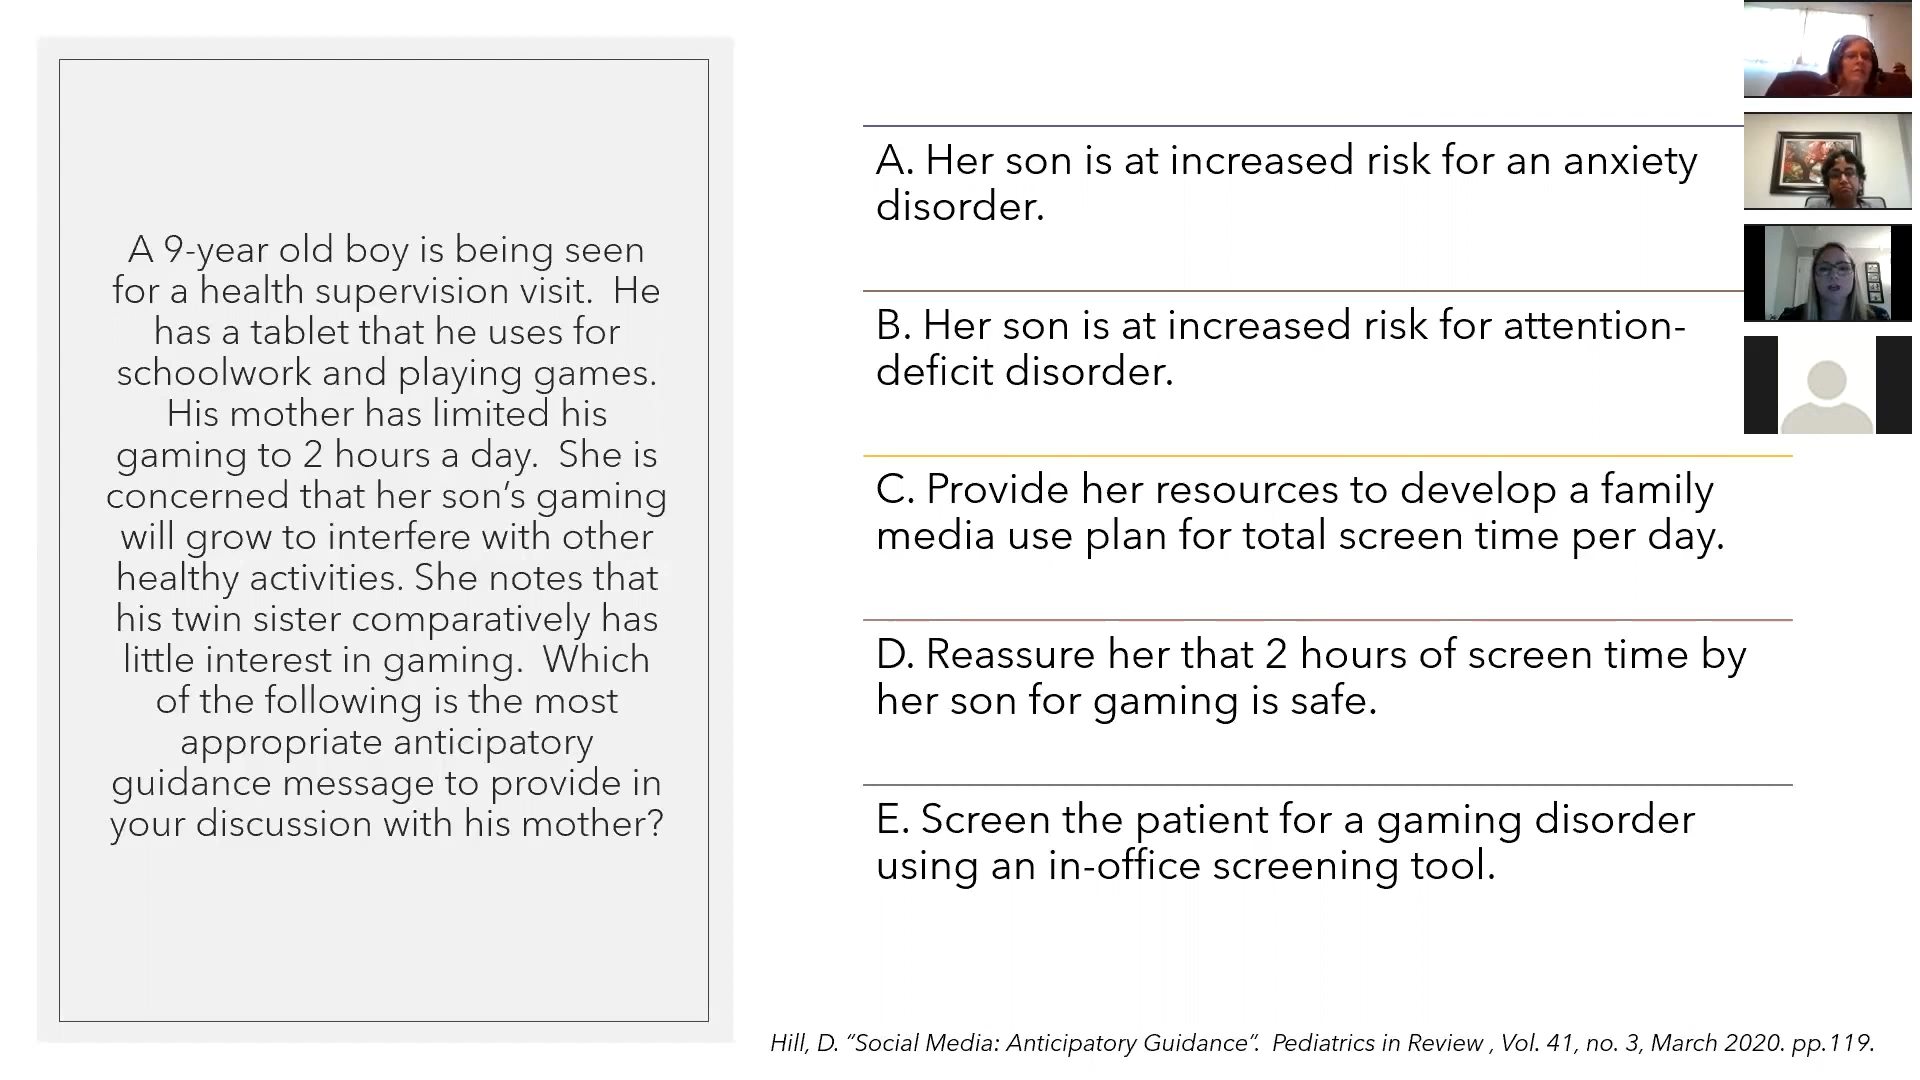 A 9-year old boy is being seen
for a health supervision visit.  He
has a tablet that he uses for
schoolwork and playing games.
His mother has limited his
gaming to 2 hours a day.  She is
concerned that her son’s gaming
will grow to interfere with other
healthy activities. She notes that
his twin sister comparatively has
little interest in gaming.  Which
of the following is the most
appropriate anticipatory
guidance message to provide in
your discussion with his mother?
A. Her son is at increased risk for an anxiety
disorder.
B. Her son is at increased risk for attention-
deficit disorder.
C. Provide her resources to develop a family
media use plan for total screen time per day.
D. Reassure her that 2 hours of screen time by
her son for gaming is safe.
E. Screen the patient for a gaming disorder
using an in-office screening tool.
Hill, D. “Social Media: Anticipatory Guidance”.  Pediatrics in Review , Vol. 41, no. 3, March 2020. pp.119.